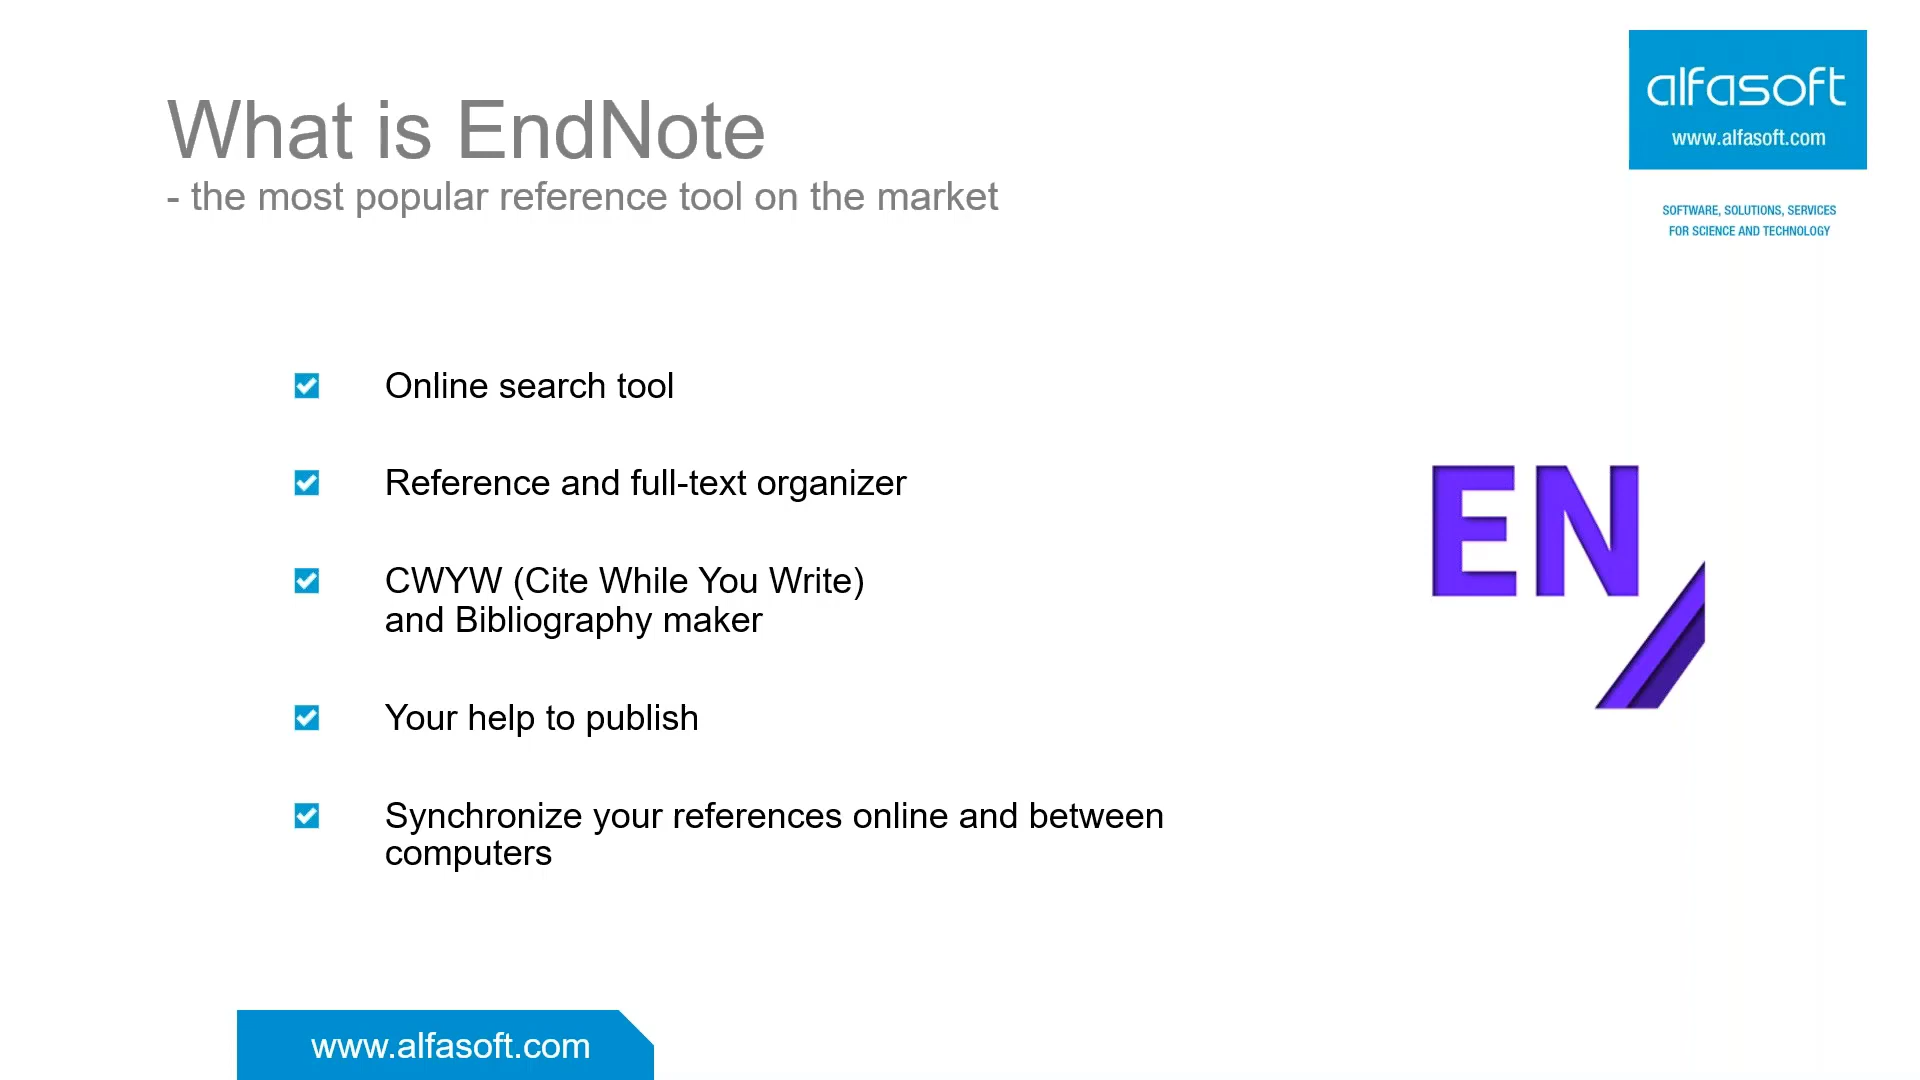 What is EndNote
- the most popular reference tool on the market
alfasoft
www.alfasoft.com
SOFTWARE, SOLUTIONS, SERVICES
FOR SCIENCE AND TECHNOLOGY
Online search tool
Reference and full-text organizer
CWYW (Cite While You Write)
and Bibliography maker
Your help to publish
Synchronize your references online and between
computers
EN
www.alfasoft.com